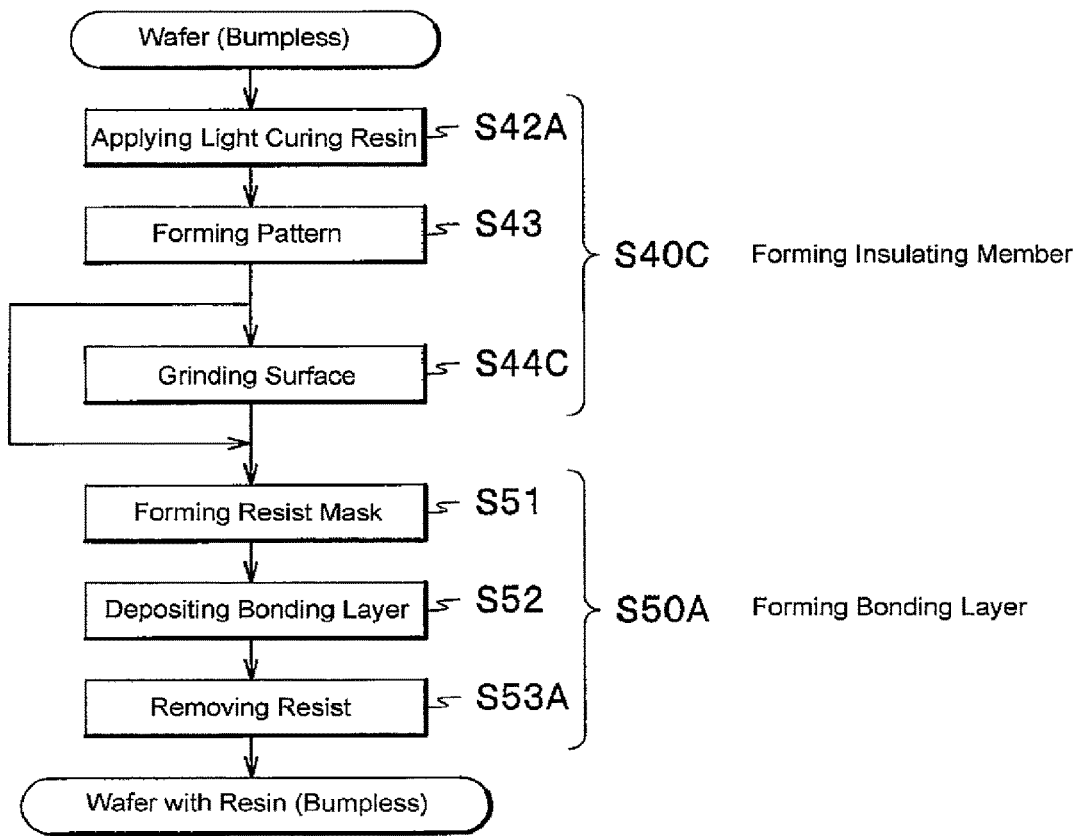 Wafer (Bumpless)
Applying Light Curing Resin
S42A
Forming Pattern
S43
S40C
Forming Insulating Member
Grinding Surface
S44C
Forming Resist Mask
S51
Depositing Bonding Layer
S52
S50A
Forming Bonding Layer
Removing Resist
S53A
Wafer with Resin (Bumpless)